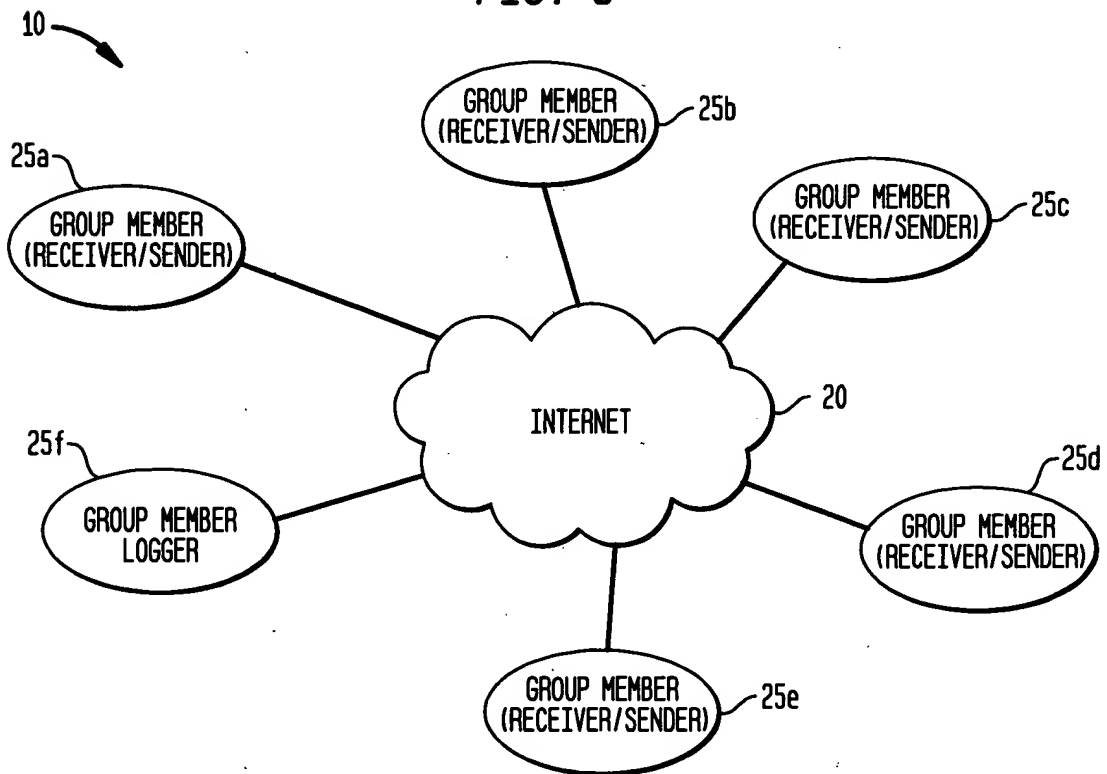 10
GROUP MEMBER
(RECEIVER/SENDER)
25b
25a
GROUP MEMBER
(RECEIVER/SENDER)
GROUP MEMBER
(RECEIVER/SENDER)
25c
INTERNET
20
25f
GROUP MEMBER
LOGGER
25d
GROUP MEMBER
(RECEIVER/SENDER)
GROUP MEMBER
(RECEIVER/SENDER)
25e